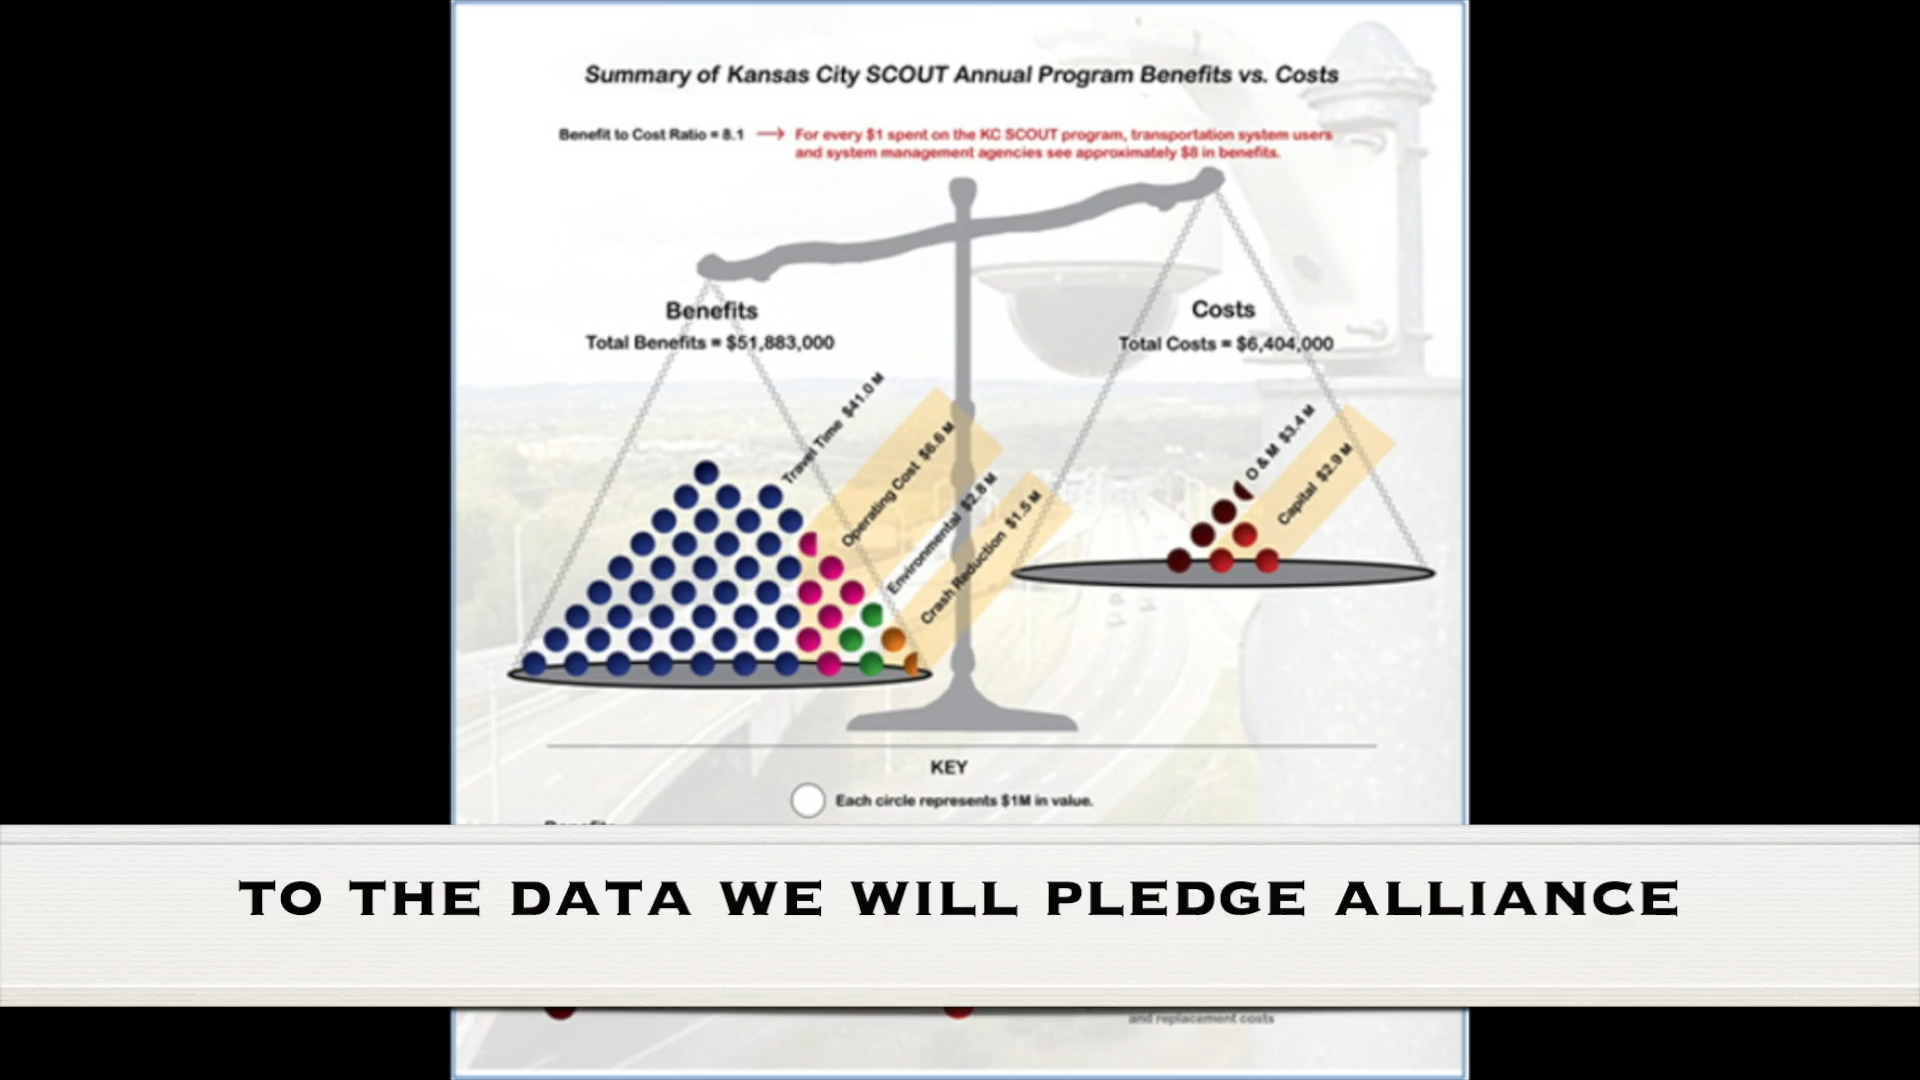 Summary of Kansas City SCOUT Annual Program Benefits vs. Costs
Benefit to Cost Ratio = 8.1 → For every $1 spent on the KC SCOUT program, transportation system users
and system management agencies see approximately $8 in benefits.
Benefits
Total Benefits = $51,883,000
Costs
Total Costs = $6,404,000
Travel Time $41.0 M
Operating Cost $6.6 M
Environmental $2.8 M
Crash Reduction $1.5 M
O & M $3.4 M
Capital $2.9 M
KEY
Each circle represents $1M in value.
TO THE DATA WE WILL PLEDGE ALLIANCE
and replacement costs